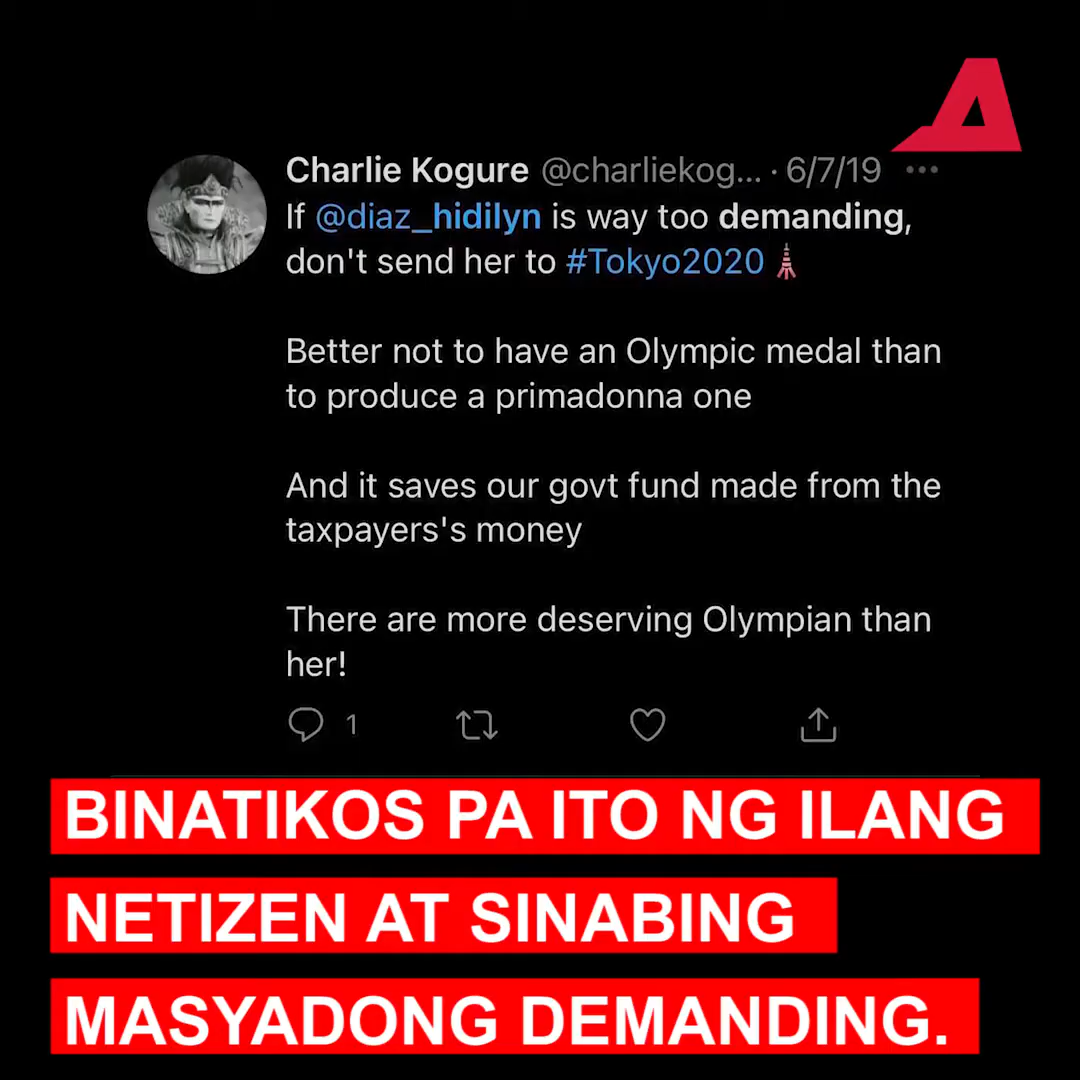 Charlie Kogure @charliekog... · 6/7/19
If @diaz_hidilyn is way too demanding,
don't send her to #Tokyo2020 🗼
Better not to have an Olympic medal than
to produce a primadonna one
And it saves our govt fund made from the
taxpayers's money
There are more deserving Olympian than
her!
1
BINATIKOS PA ITO NG ILANG
NETIZEN AT SINABING
MASYADONG DEMANDING.